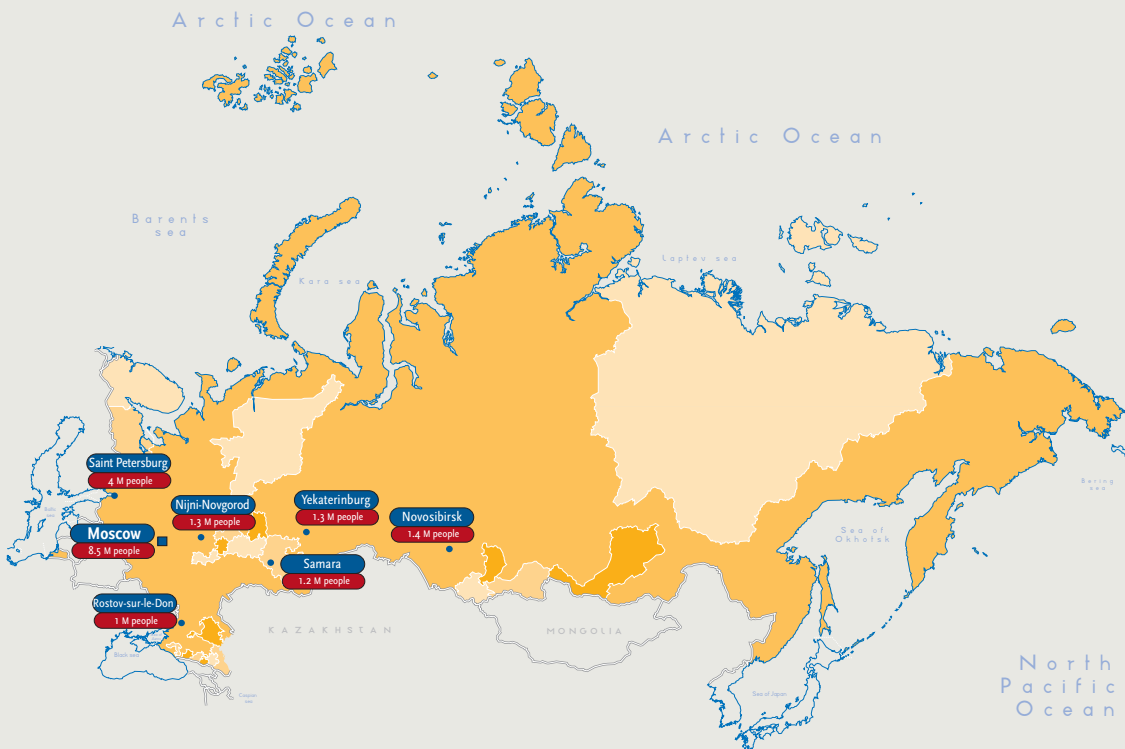 Arctic Ocean
Arctic Ocean
Barents
sea
Laptev sea
Kara sea
Saint Petersburg
4 M people
Nijni-Novgorod
1.3 M people
Yekaterinburg
1.3 M people
Novosibirsk
1.4 M people
Moscow
8.5 M people
Samara
1.2 M people
Rostov-sur-le-Don
1 M people
Baltic
sea
Bering
sea
Sea of
Okhotsk
KAZAKHSTAN
MONGOLIA
Black sea
Caspian
sea
Sea of Japan
North
Pacific
Ocean